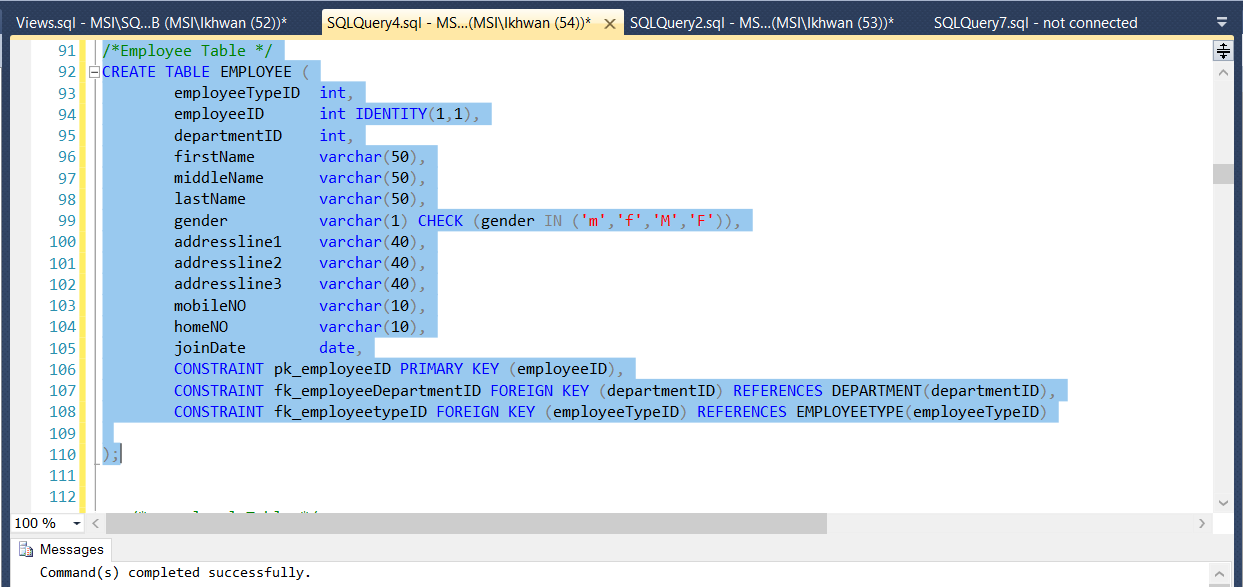 Views.sql - MSI\SQ...B (MSI\Ikhwan (52))* SQLQuery4.sql - MS...(MSI\Ikhwan (54))* SQLQuery2.sql - MS...(MSI\Ikhwan (53))* SQLQuery7.sql - not connected
91 /*Employee Table */
92 CREATE TABLE EMPLOYEE (
93 employeeTypeID int,
94 employeeID int IDENTITY(1,1),
95 departmentID int,
96 firstName varchar(50),
97 middleName varchar(50),
98 lastName varchar(50),
99 gender varchar(1) CHECK (gender IN ('m','f','M','F')),
100 addressline1 varchar(40),
101 addressline2 varchar(40),
102 addressline3 varchar(40),
103 mobileNO varchar(10),
104 homeNO varchar(10),
105 joinDate date,
106 CONSTRAINT pk_employeeID PRIMARY KEY (employeeID),
107 CONSTRAINT fk_employeeDepartmentID FOREIGN KEY (departmentID) REFERENCES DEPARTMENT(departmentID),
108 CONSTRAINT fk_employeetypeID FOREIGN KEY (employeeTypeID) REFERENCES EMPLOYEETYPE(employeeTypeID)
109
110 );
111
112
100 %
Messages
Command(s) completed successfully.